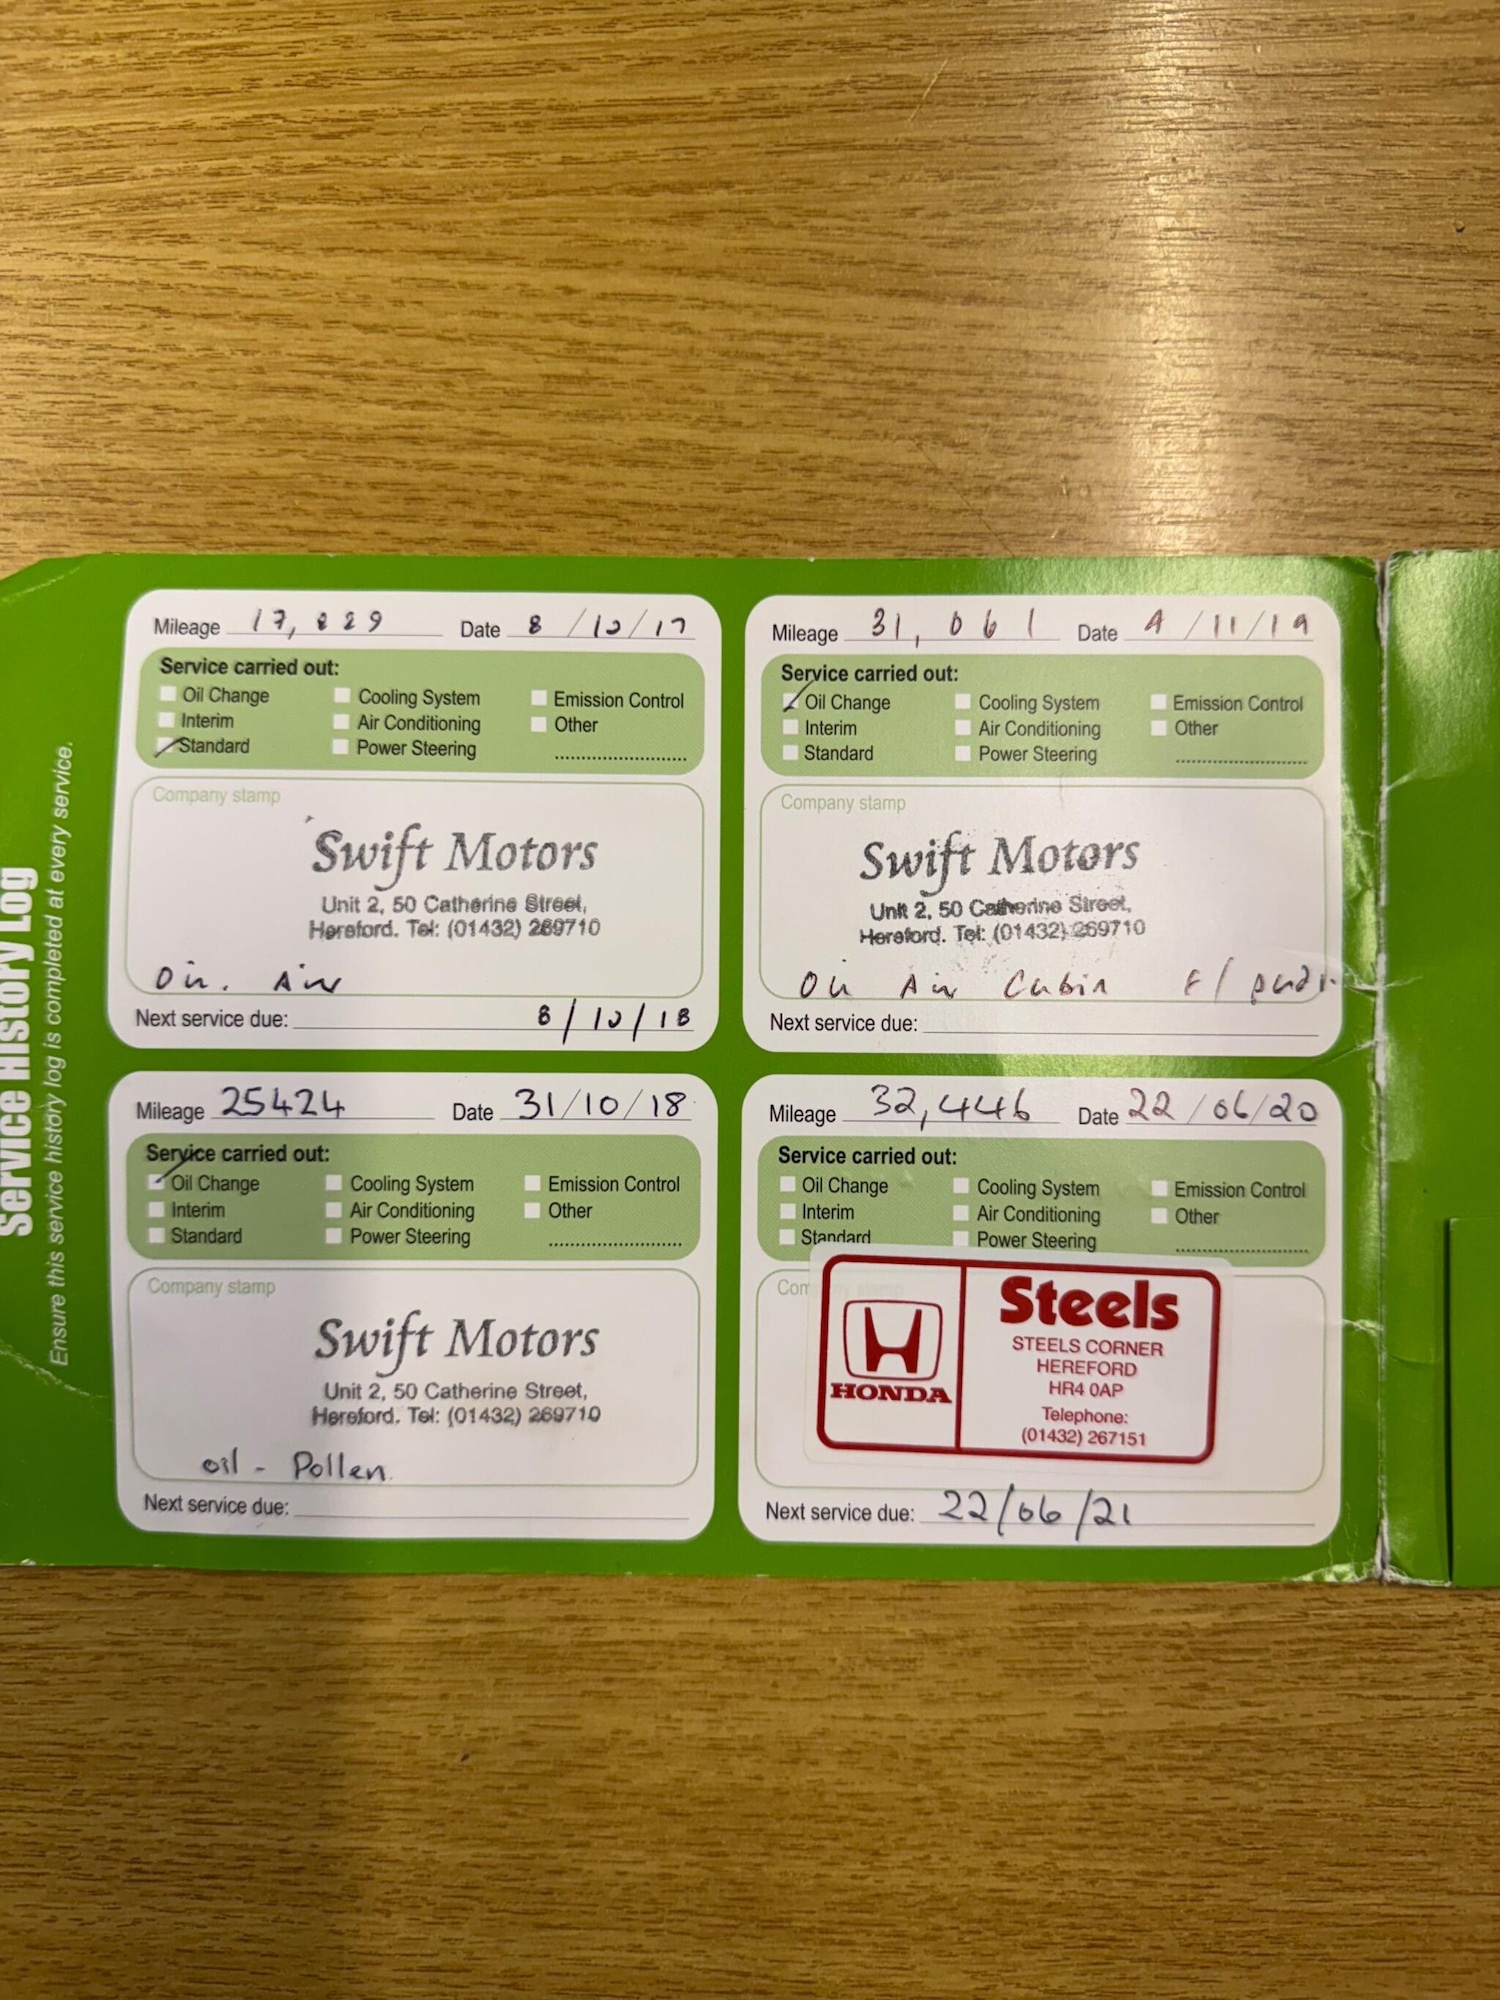 Service History Log
Ensure this service history log is completed at every service.
Mileage 17,829 Date 8/10/17
Service carried out:
Oil Change Cooling System Emission Control
Interim Air Conditioning Other
Standard Power Steering
Company stamp
Swift Motors
Unit 2, 50 Catherine Street,
Hereford. Tel: (01432) 269710
Oil. Air
Next service due: 8/10/18
Mileage 25424 Date 31/10/18
Service carried out:
Oil Change Cooling System Emission Control
Interim Air Conditioning Other
Standard Power Steering
Company stamp
Swift Motors
Unit 2, 50 Catherine Street,
Hereford. Tel: (01432) 269710
oil - Pollen
Next service due:
Mileage 31,061 Date 4/11/19
Service carried out:
Oil Change Cooling System Emission Control
Interim Air Conditioning Other
Standard Power Steering
Company stamp
Swift Motors
Unit 2, 50 Catherine Street,
Hereford. Tel: (01432) 269710
Oil Air Cabin F/ pads
Next service due:
Mileage 32,446 Date 22/06/20
Service carried out:
Oil Change Cooling System Emission Control
Interim Air Conditioning Other
Standard Power Steering
Company stamp
HONDA
Steels
STEELS CORNER
HEREFORD
HR4 0AP
Telephone:
(01432) 267151
Next service due: 22/06/21